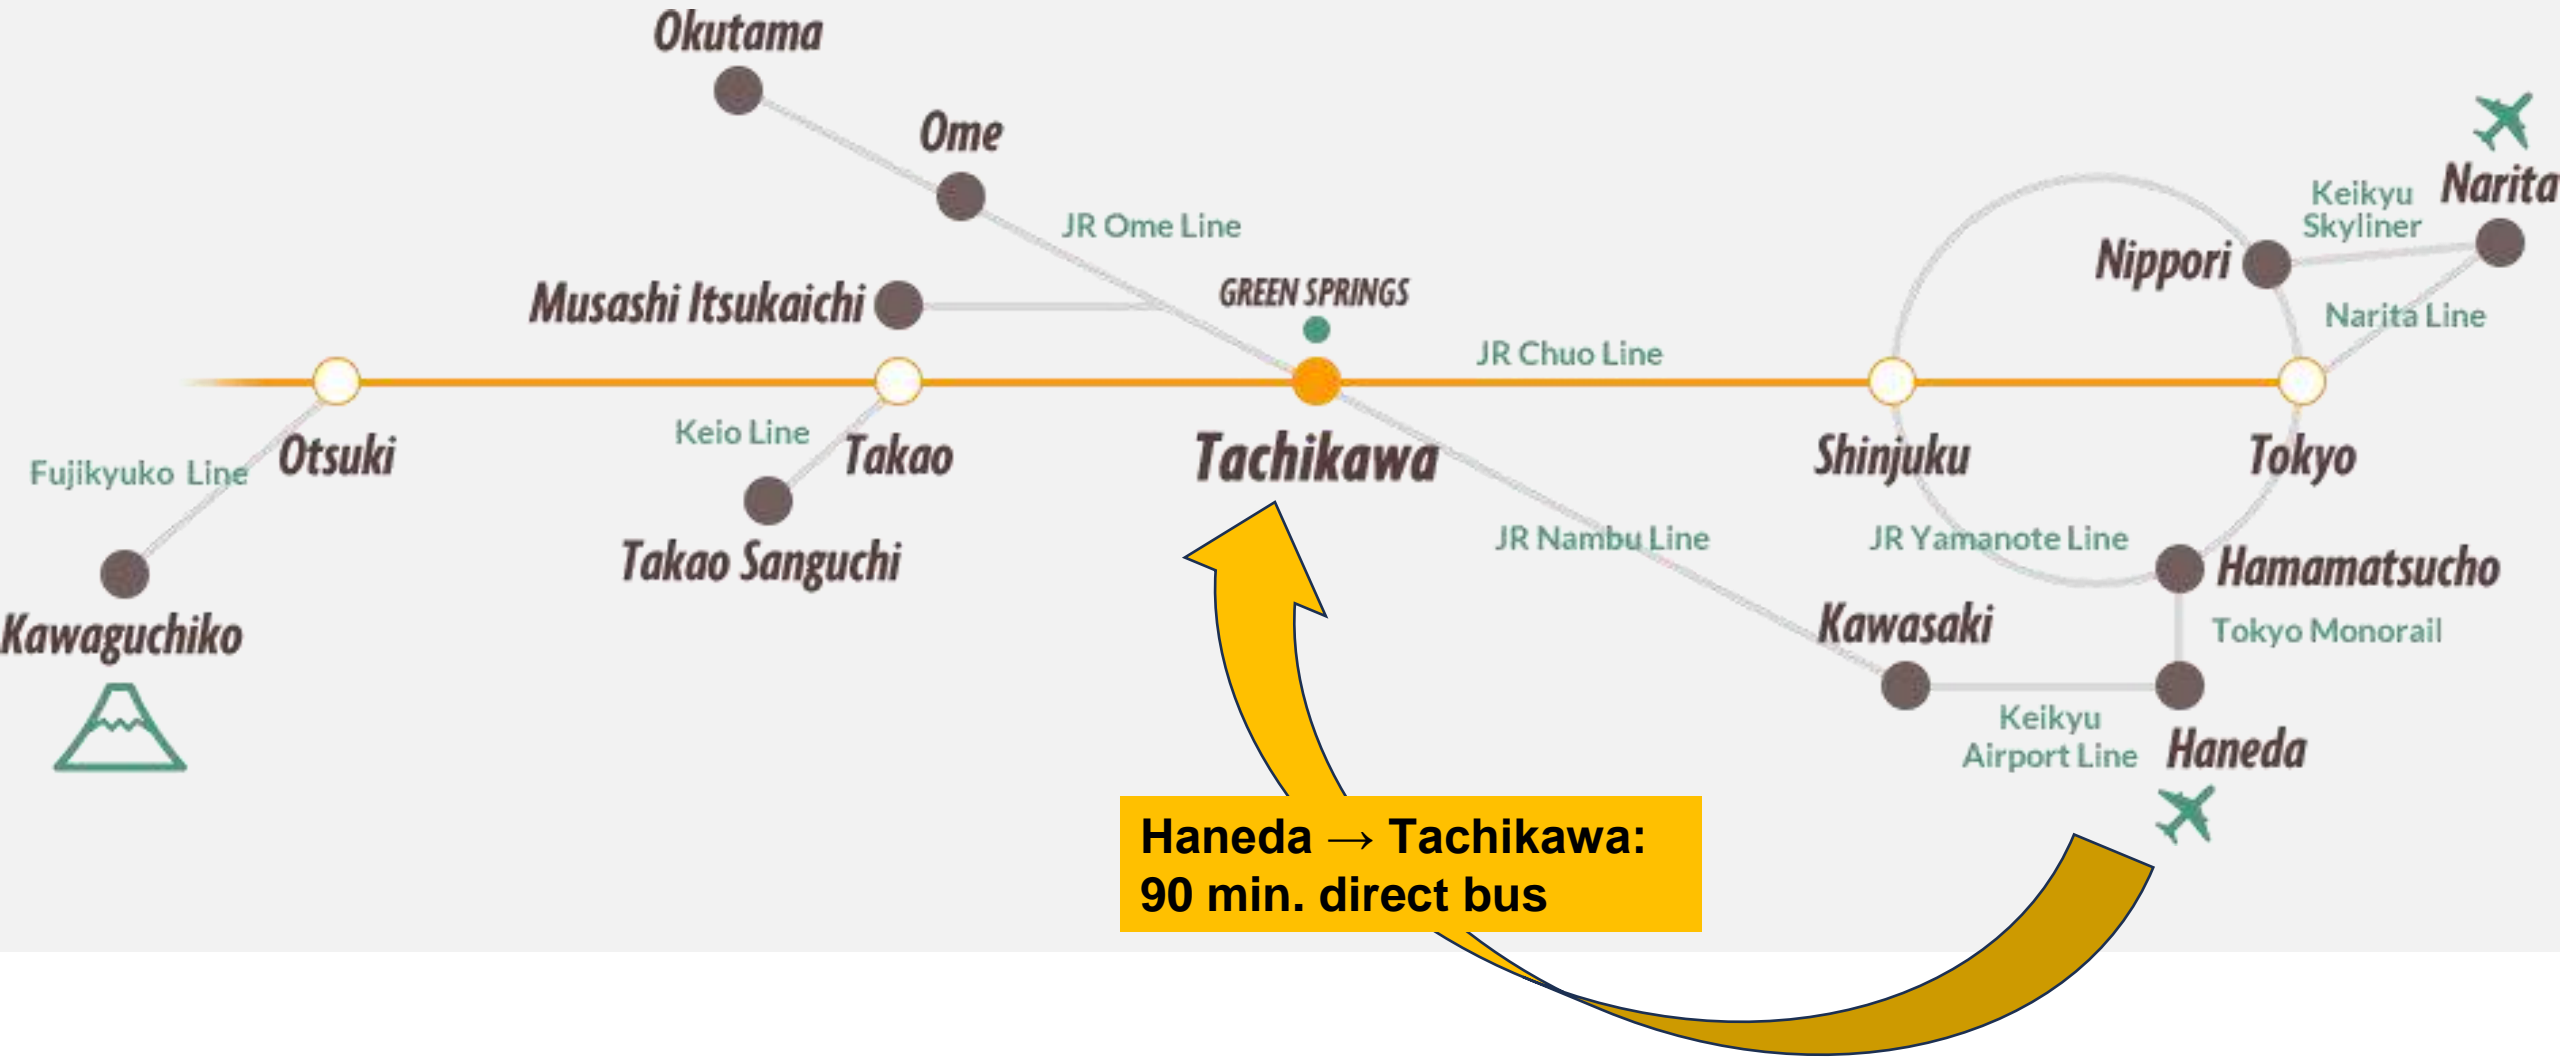 Okutama
Ome
JR Ome Line
Keikyu
Skyliner
Narita
Nippori
Musashi Itsukaichi
GREEN SPRINGS
Narita Line
JR Chuo Line
Keio Line
Fujikyuko Line
Otsuki
Takao
Tachikawa
Shinjuku
Tokyo
Takao Sanguchi
JR Nambu Line
JR Yamanote Line
Hamamatsucho
Kawaguchiko
Kawasaki
Tokyo Monorail
Keikyu
Airport Line
Haneda
Haneda → Tachikawa:
90 min. direct bus